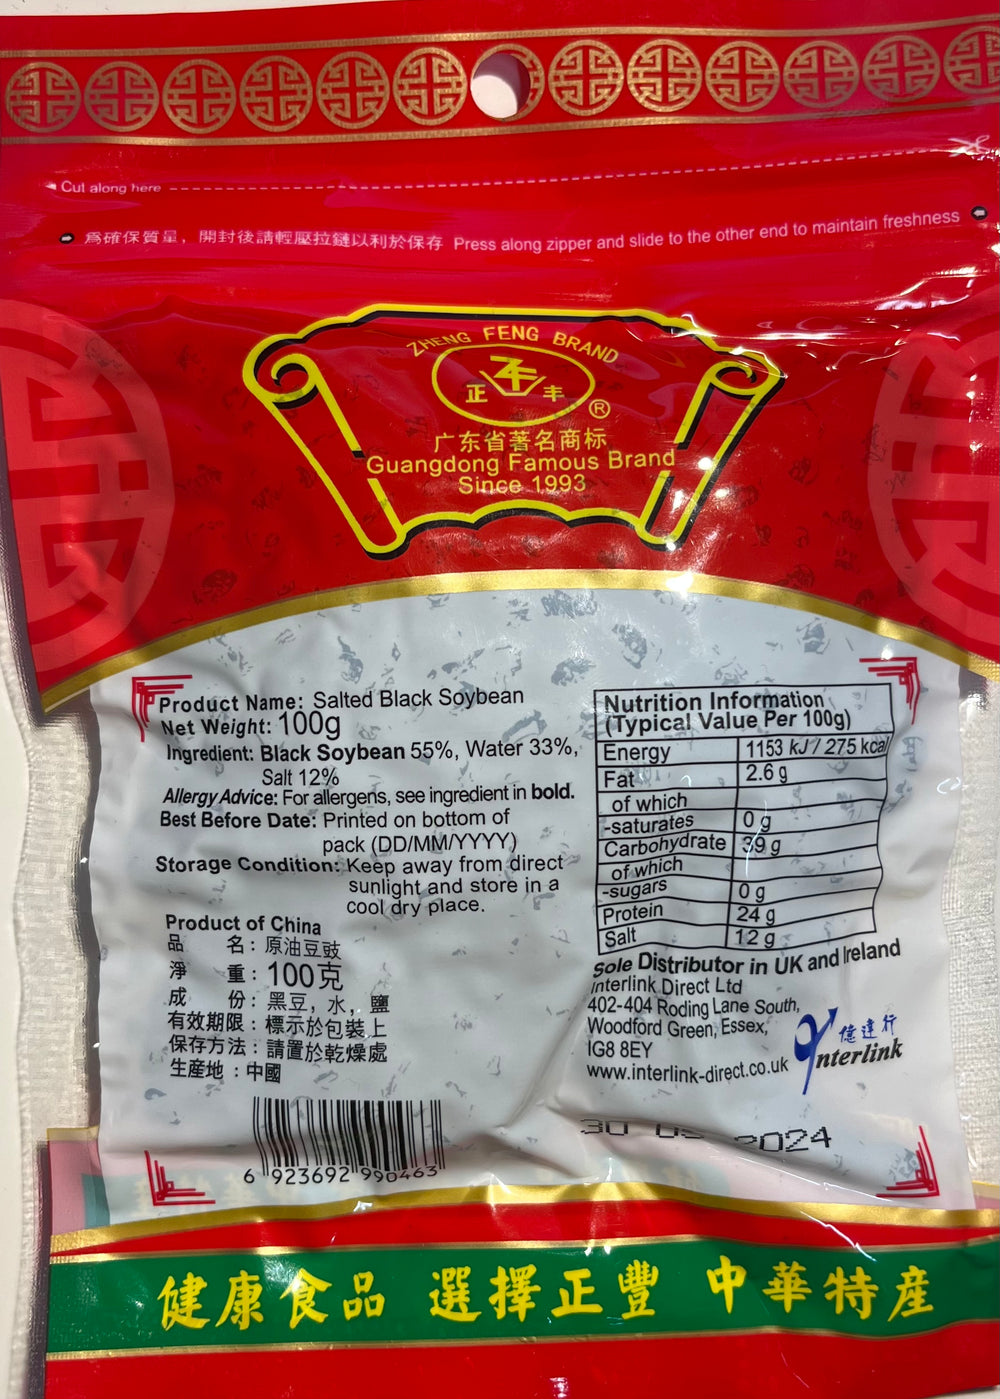 Cut along here
爲確保質量，開封後請輕壓拉鏈以利於保存 Press along zipper and slide to the other end to maintain freshness
ZHENG FENG BRAND
正 丰
®
广东省著名商标
Guangdong Famous Brand
Since 1993
Product Name: Salted Black Soybean
Net Weight: 100g
Ingredient: Black Soybean 55%, Water 33%,
Salt 12%
Allergy Advice: For allergens, see ingredient in bold.
Best Before Date: Printed on bottom of
pack (DD/MM/YYYY)
Storage Condition: Keep away from direct
sunlight and store in a
cool dry place.
Product of China
品 名：原油豆豉
淨 重：100克
成 份：黑豆，水，鹽
有效期限：標示於包裝上
保存方法：請置於乾燥處
生産地：中國
6 923692 990463
Nutrition Information
(Typical Value Per 100g)
Energy 1153 kJ / 275 kcal
Fat 2.6 g
of which
-saturates 0 g
Carbohydrate 39 g
of which
-sugars 0 g
Protein 24 g
Salt 12 g
Sole Distributor in UK and Ireland
Interlink Direct Ltd
402-404 Roding Lane South,
Woodford Green, Essex,
IG8 8EY
www.interlink-direct.co.uk
億達行
Interlink
30 2024
健康食品 選擇正豐 中華特産